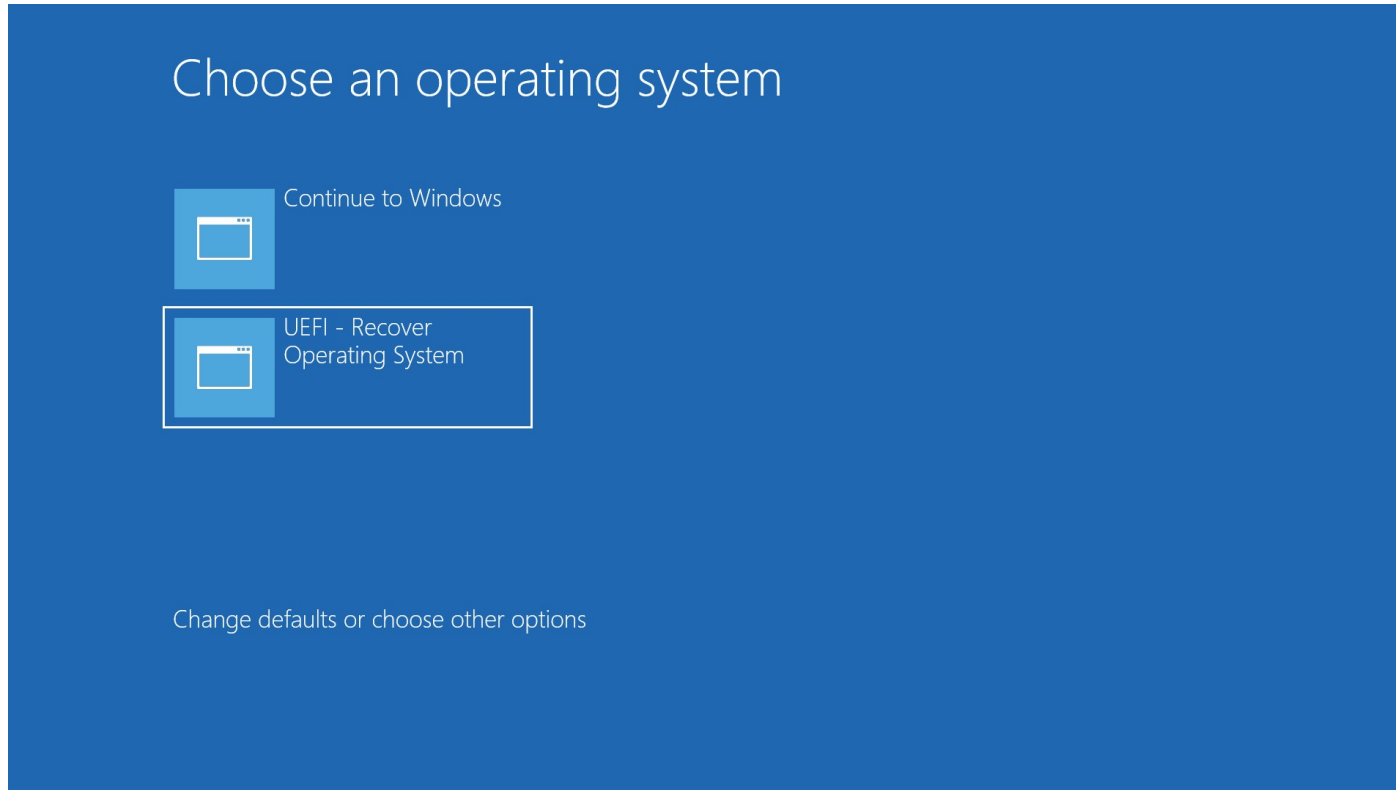 Choose an operating system
Continue to Windows
UEFI - Recover
Operating System
Change defaults or choose other options